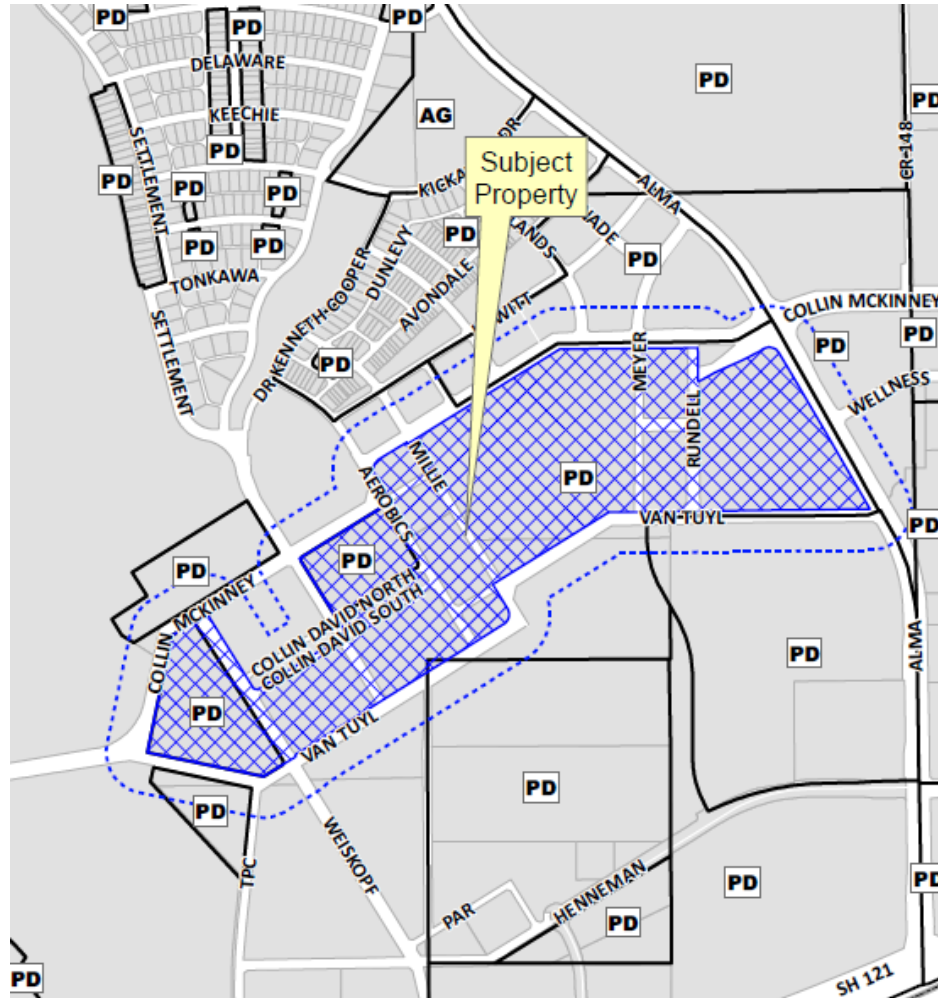 PD
PD
PD
DELAWARE
PD
PD
KEECHIE
AG
CR 148
SETTLEMENT
PD
Subject
Property
PD
PD
DR
ALMA
PD
PD
PD
PD
WADE
PD
TONKAWA
DUNLEVY
AVONDALE
DR KENNETH COOPER
COLLIN MCKINNEY
SETTLEMENT
PD
PD
PD
MEYER
WELLNESS
RUNDELL
MILLIE
AEROBICS
PD
VAN TUYL
PD
PD
PD
COLLIN MCKINNEY
COLLIN DAVID NORTH
COLLIN DAVID SOUTH
PD
ALMA
PD
VAN TUYL
PD
PD
WEISKOPF
TPC
HENNEMAN
PD
PD
PAR
PD
PD
SH 121